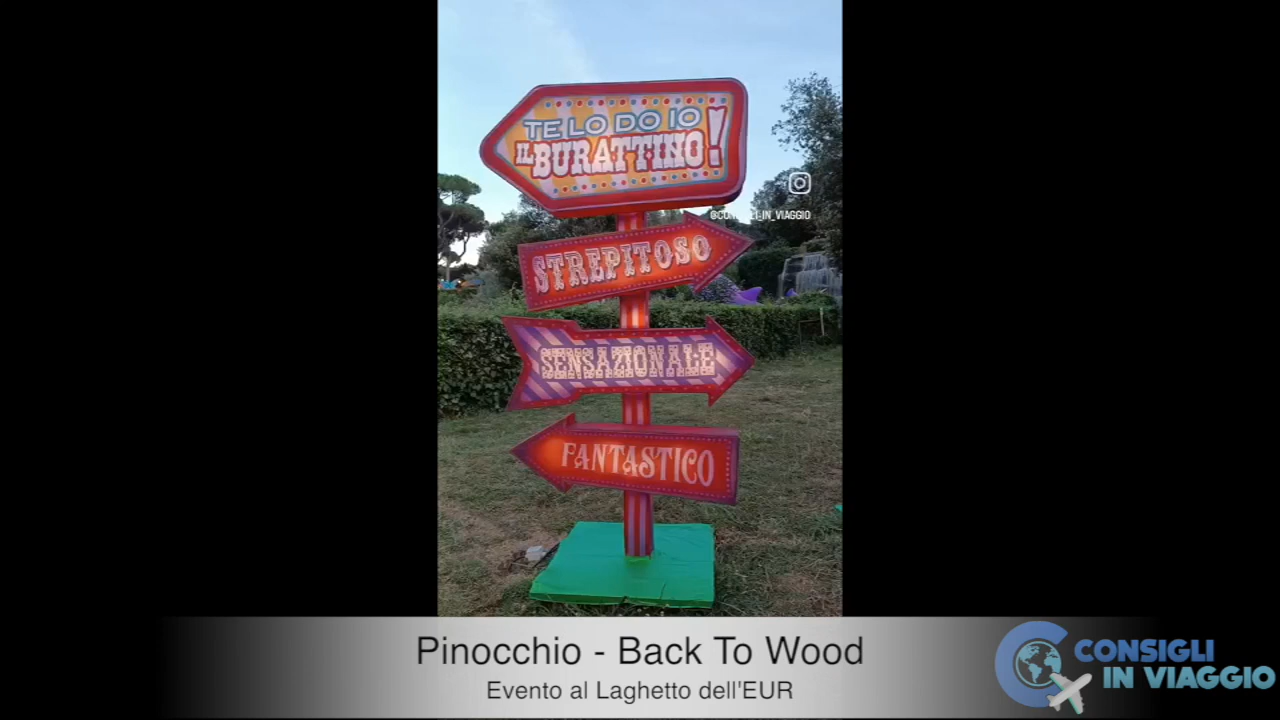 TE LO DO IO
IL BURATTINO!
@CONSIGLI_IN_VIAGGIO
STREPITOSO
SENSAZIONALE
FANTASTICO
Pinocchio - Back To Wood
Evento al Laghetto dell'EUR
CONSIGLI
IN VIAGGIO